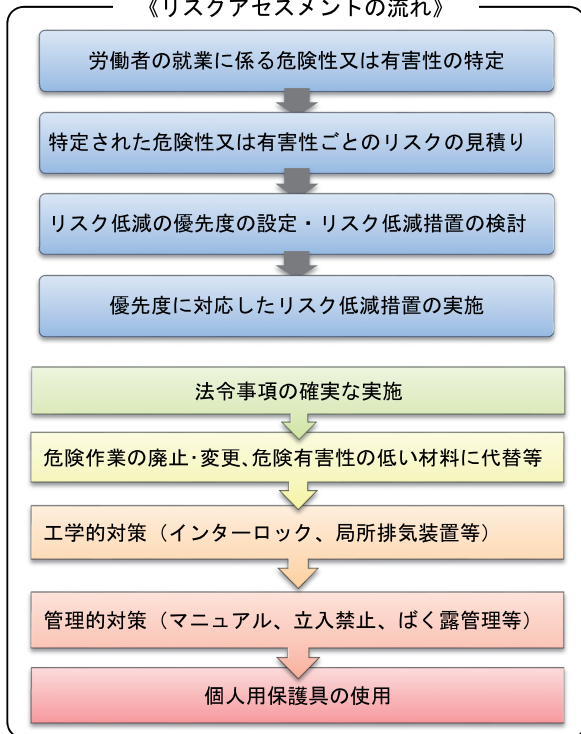 《リスクアセスメントの流れ》
労働者の就業に係る危険性又は有害性の特定
特定された危険性又は有害性ごとのリスクの見積り
リスク低減の優先度の設定・リスク低減措置の検討
優先度に対応したリスク低減措置の実施
法令事項の確実な実施
危険作業の廃止･変更、危険有害性の低い材料に代替等
工学的対策（インターロック、局所排気装置等）
管理的対策（マニュアル、立入禁止、ばく露管理等）
個人用保護具の使用